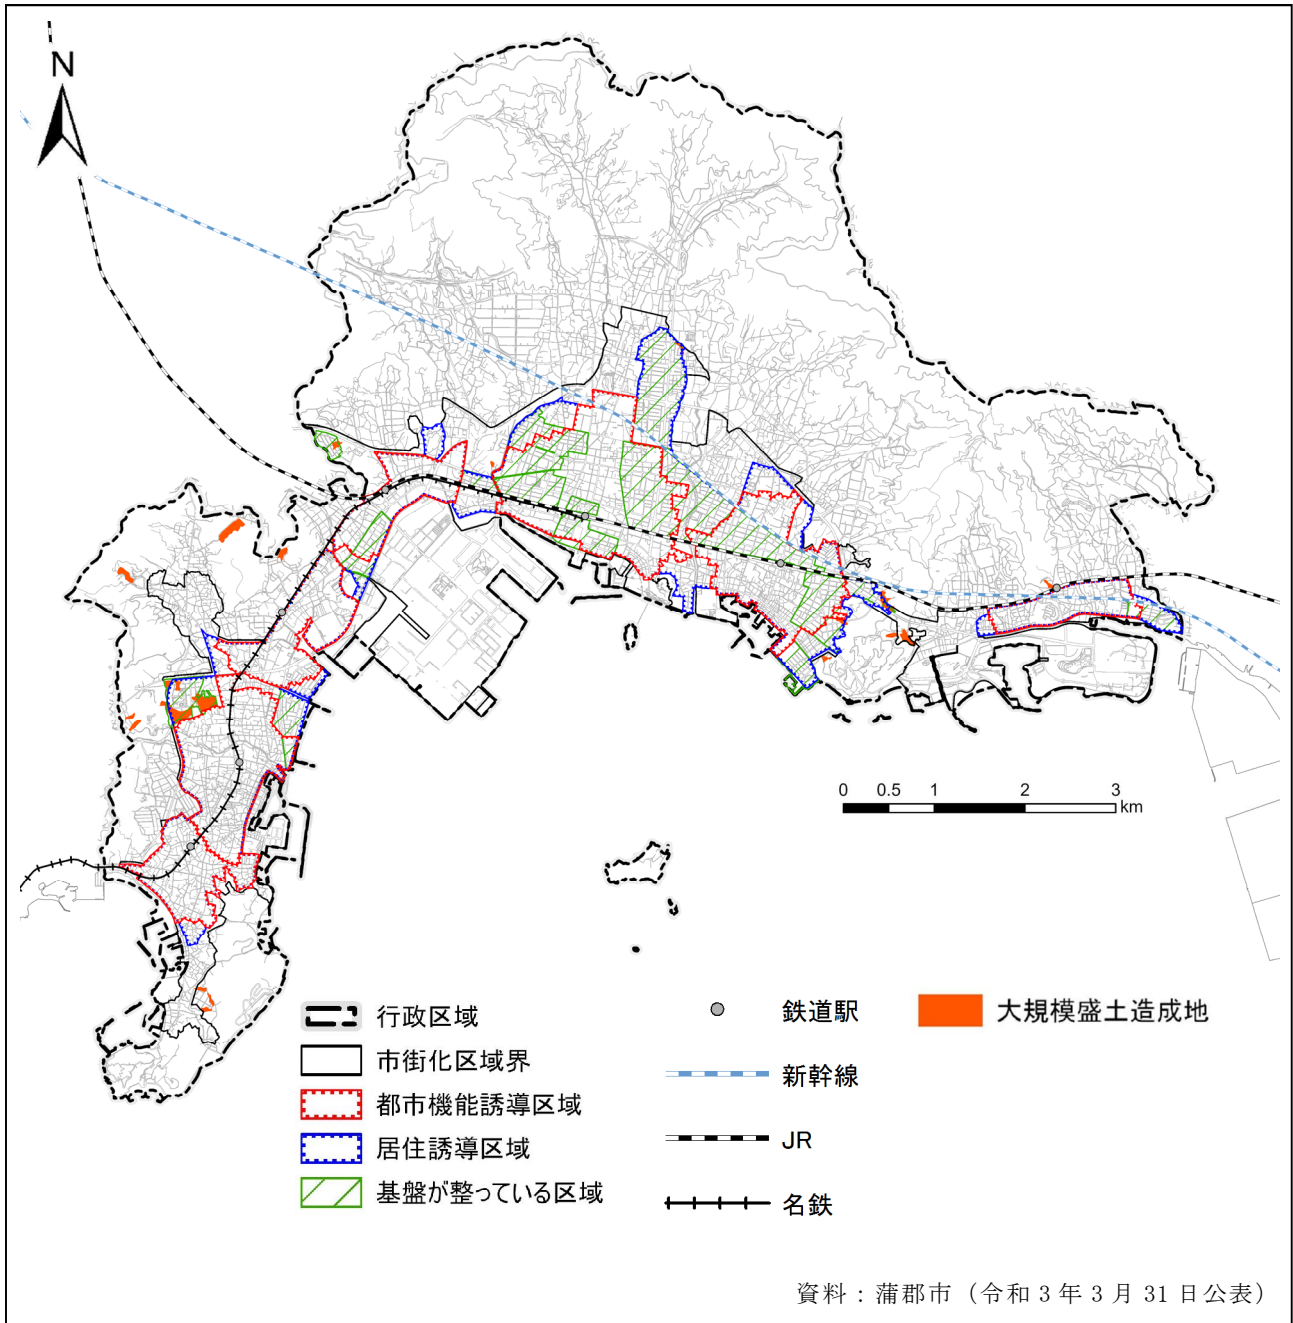 N
0 0.5 1 2 3
km
行政区域
市街化区域界
都市機能誘導区域
居住誘導区域
基盤が整っている区域
鉄道駅
新幹線
JR
名鉄
大規模盛土造成地
資料：蒲郡市（令和3年3月31日公表）